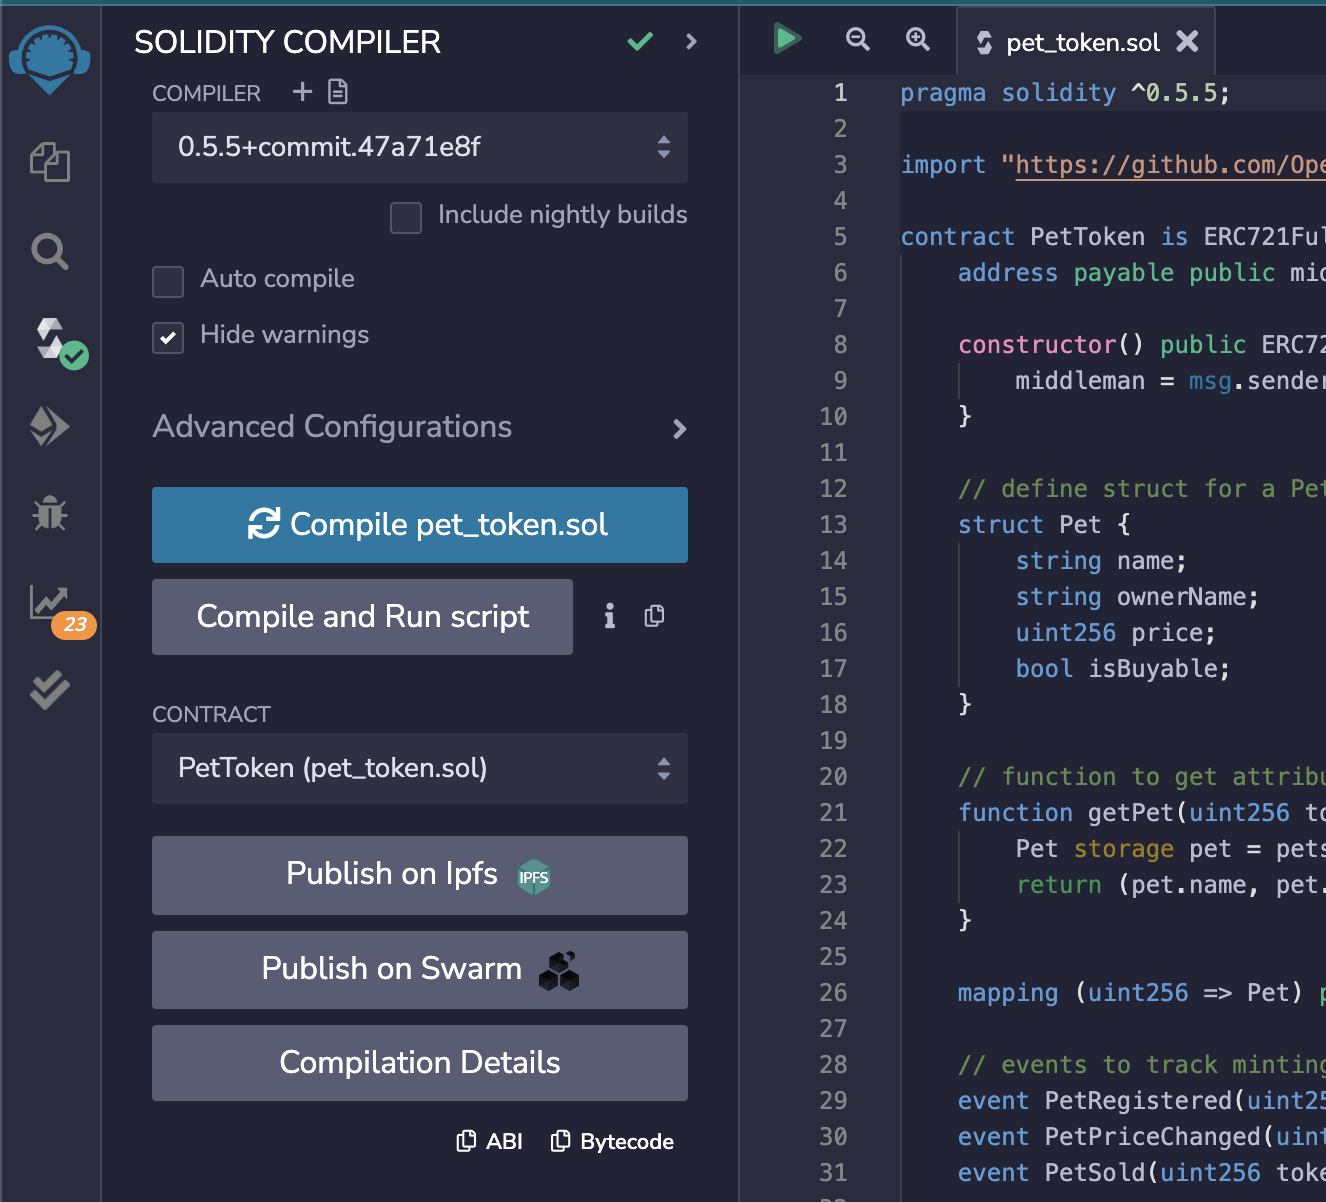 SOLIDITY COMPILER
COMPILER
0.5.5+commit.47a71e8f
Include nightly builds
Auto compile
Hide warnings
Advanced Configurations
Compile pet_token.sol
Compile and Run script
CONTRACT
PetToken (pet_token.sol)
Publish on Ipfs IPFS
Publish on Swarm
Compilation Details
ABI Bytecode
23
pet_token.sol
1 pragma solidity ^0.5.5;
2
3 import "https://github.com/Ope
4
5 contract PetToken is ERC721Ful
6 address payable public mid
7
8 constructor() public ERC72
9 middleman = msg.sender
10 }
11
12 // define struct for a Pet
13 struct Pet {
14 string name;
15 string ownerName;
16 uint256 price;
17 bool isBuyable;
18 }
19
20 // function to get attribu
21 function getPet(uint256 to
22 Pet storage pet = pets
23 return (pet.name, pet.
24 }
25
26 mapping (uint256 => Pet) p
27
28 // events to track minting
29 event PetRegistered(uint25
30 event PetPriceChanged(uint
31 event PetSold(uint256 toke